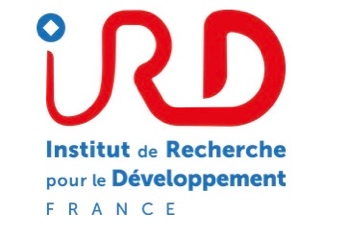 iRD
Institut de Recherche
pour le Développement
FRANCE